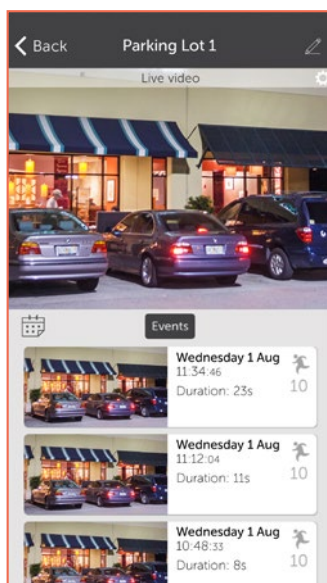 Back
Parking Lot 1
Live video
Events
Wednesday 1 Aug
11:34:46
Duration: 23s
10
Wednesday 1 Aug
11:12:04
Duration: 11s
10
Wednesday 1 Aug
10:48:33
Duration: 8s
10